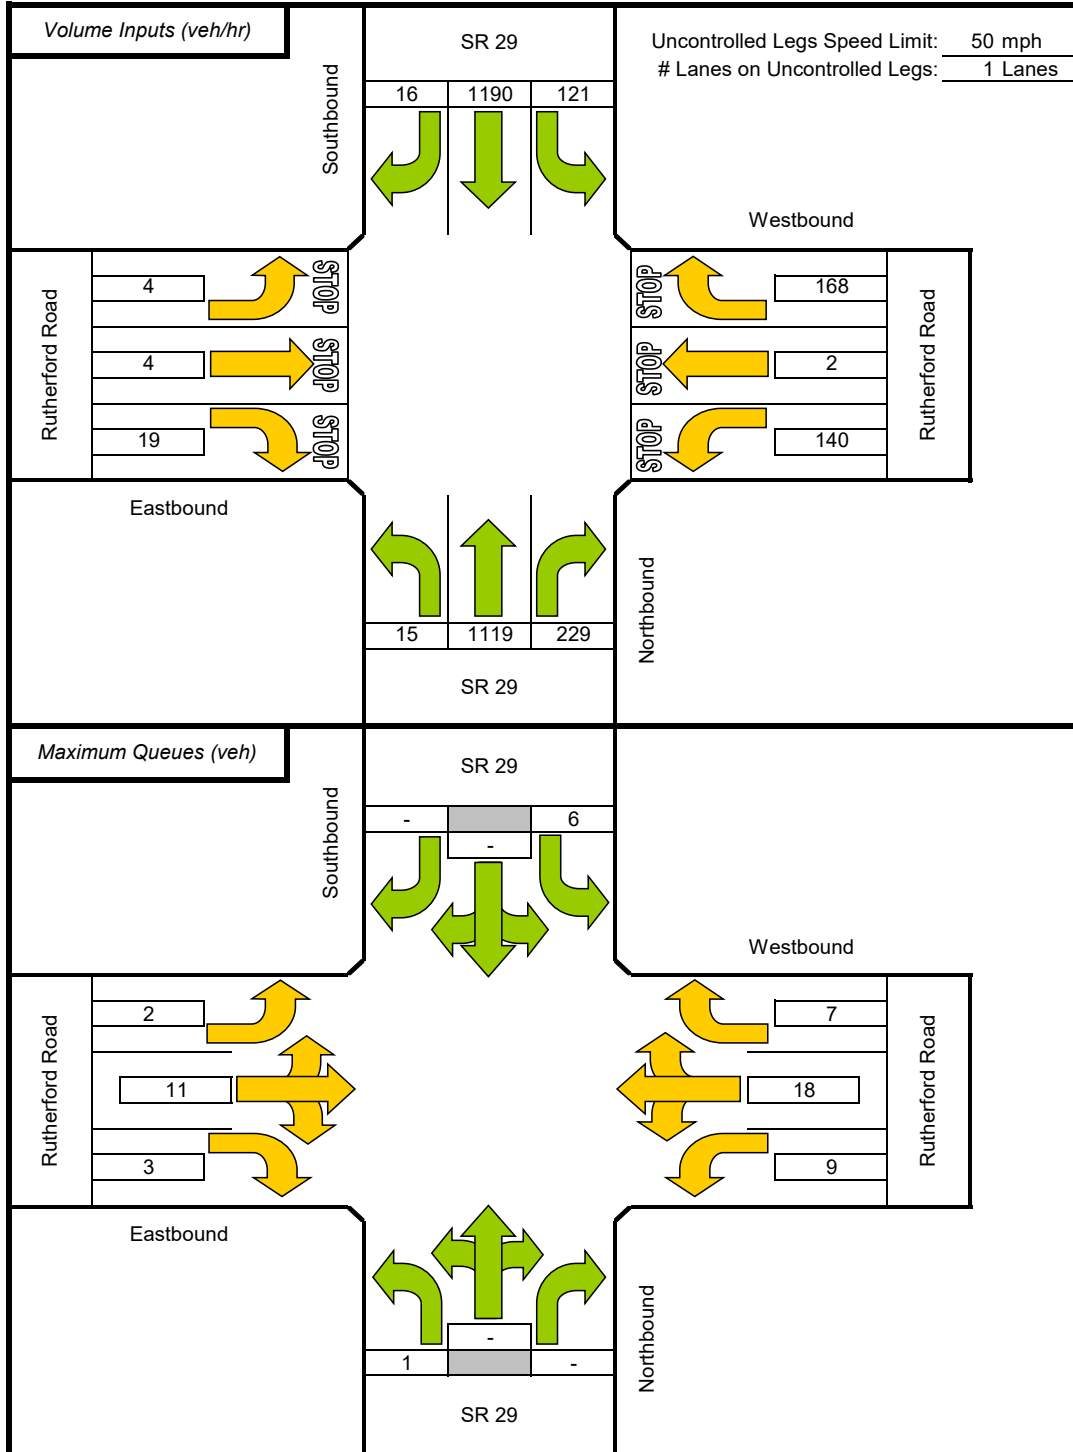 Volume Inputs (veh/hr)
SR 29
Uncontrolled Legs Speed Limit: 50 mph
# Lanes on Uncontrolled Legs: 1 Lanes
Southbound
16 1190 121
Westbound
Rutherford Road
4 STOP
4 STOP
19 STOP
STOP 168
STOP 2
STOP 140
Rutherford Road
Eastbound
Northbound
15 1119 229
SR 29
Maximum Queues (veh)
SR 29
Southbound
- 6
-
Westbound
Rutherford Road
2
11
3
7
18
9
Rutherford Road
Eastbound
Northbound
-
1 -
SR 29